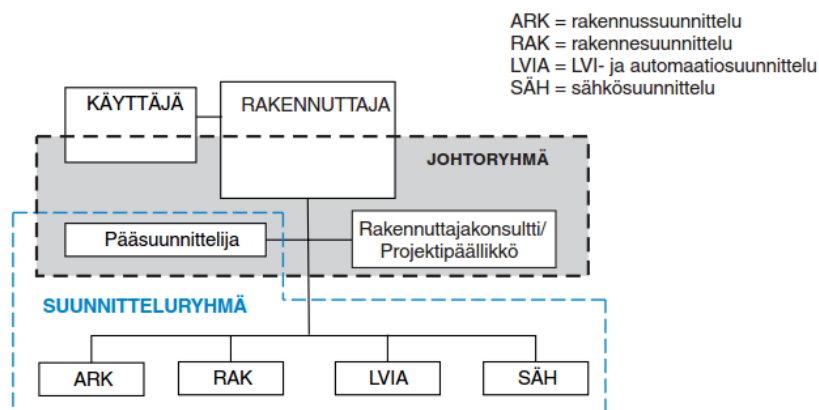 ARK = rakennussuunnittelu
RAK = rakennesuunnittelu
LVIA = LVI- ja automaatiosuunnittelu
SÄH = sähkösuunnittelu
KÄYTTÄJÄ
RAKENNUTTAJA
JOHTORYHMÄ
Pääsuunnittelija
Rakennuttajakonsultti/
Projektipäällikkö
SUUNNITTELURYHMÄ
ARK
RAK
LVIA
SÄH